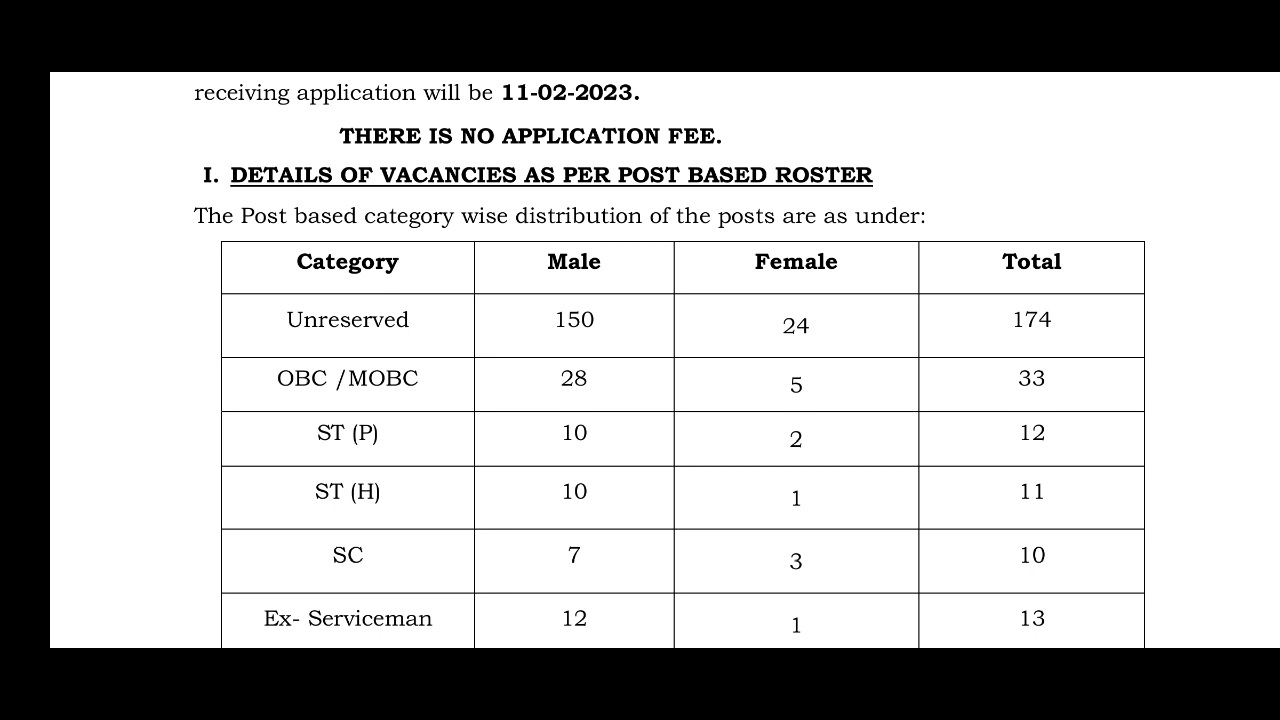 receiving application will be 11-02-2023.
THERE IS NO APPLICATION FEE.
I. DETAILS OF VACANCIES AS PER POST BASED ROSTER
The Post based category wise distribution of the posts are as under:
Category Male Female Total
Unreserved 150 24 174
OBC /MOBC 28 5 33
ST (P) 10 2 12
ST (H) 10 1 11
SC 7 3 10
Ex- Serviceman 12 1 13